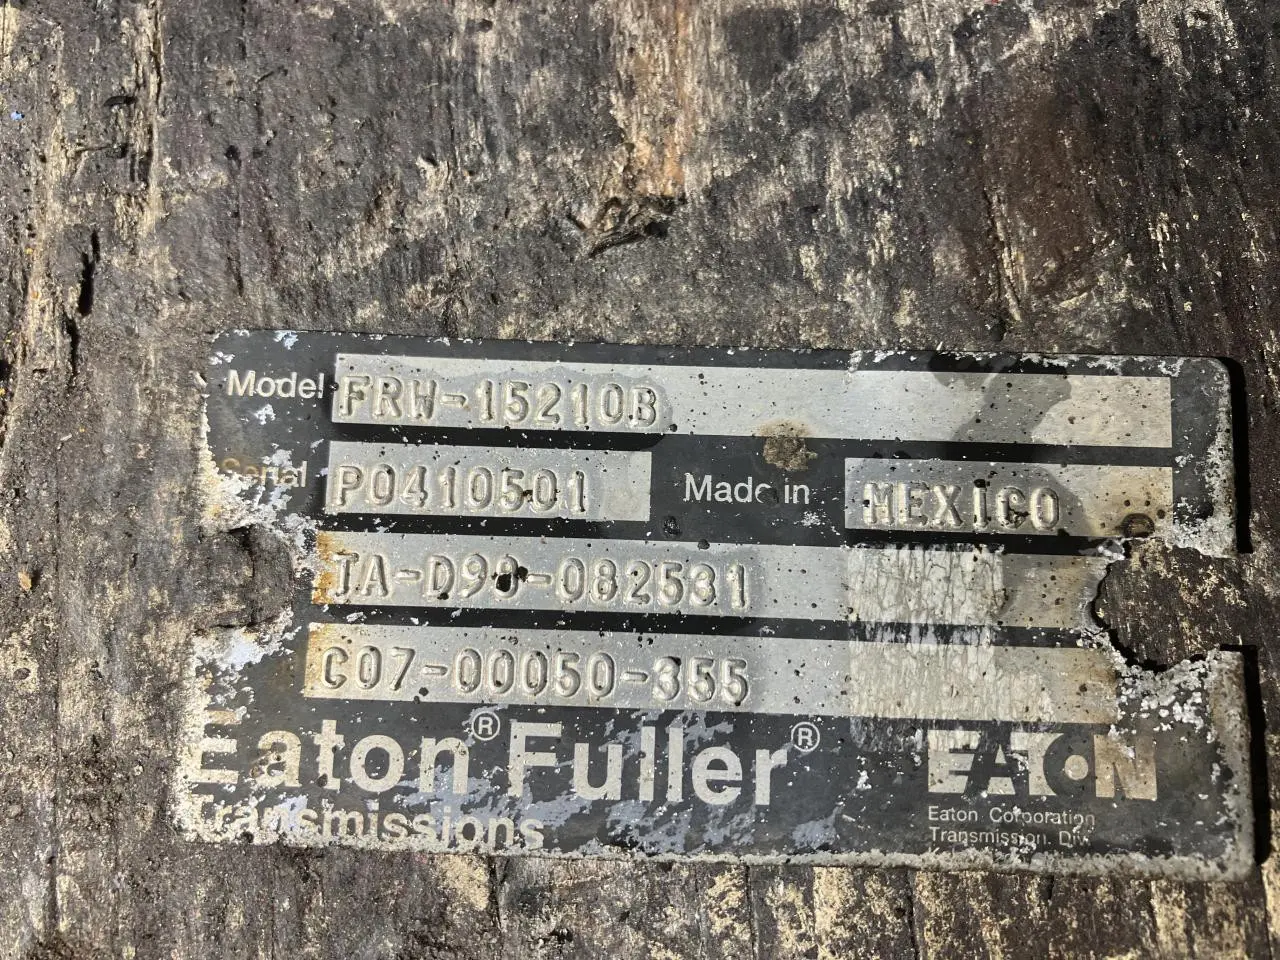 Model FRW-15210B
Serial P0410501 Made in MEXICO
TA-D98-082531
C07-00050-355
Eaton® Fuller®
Transmissions
EATON
Eaton Corporation
Transmission Div.